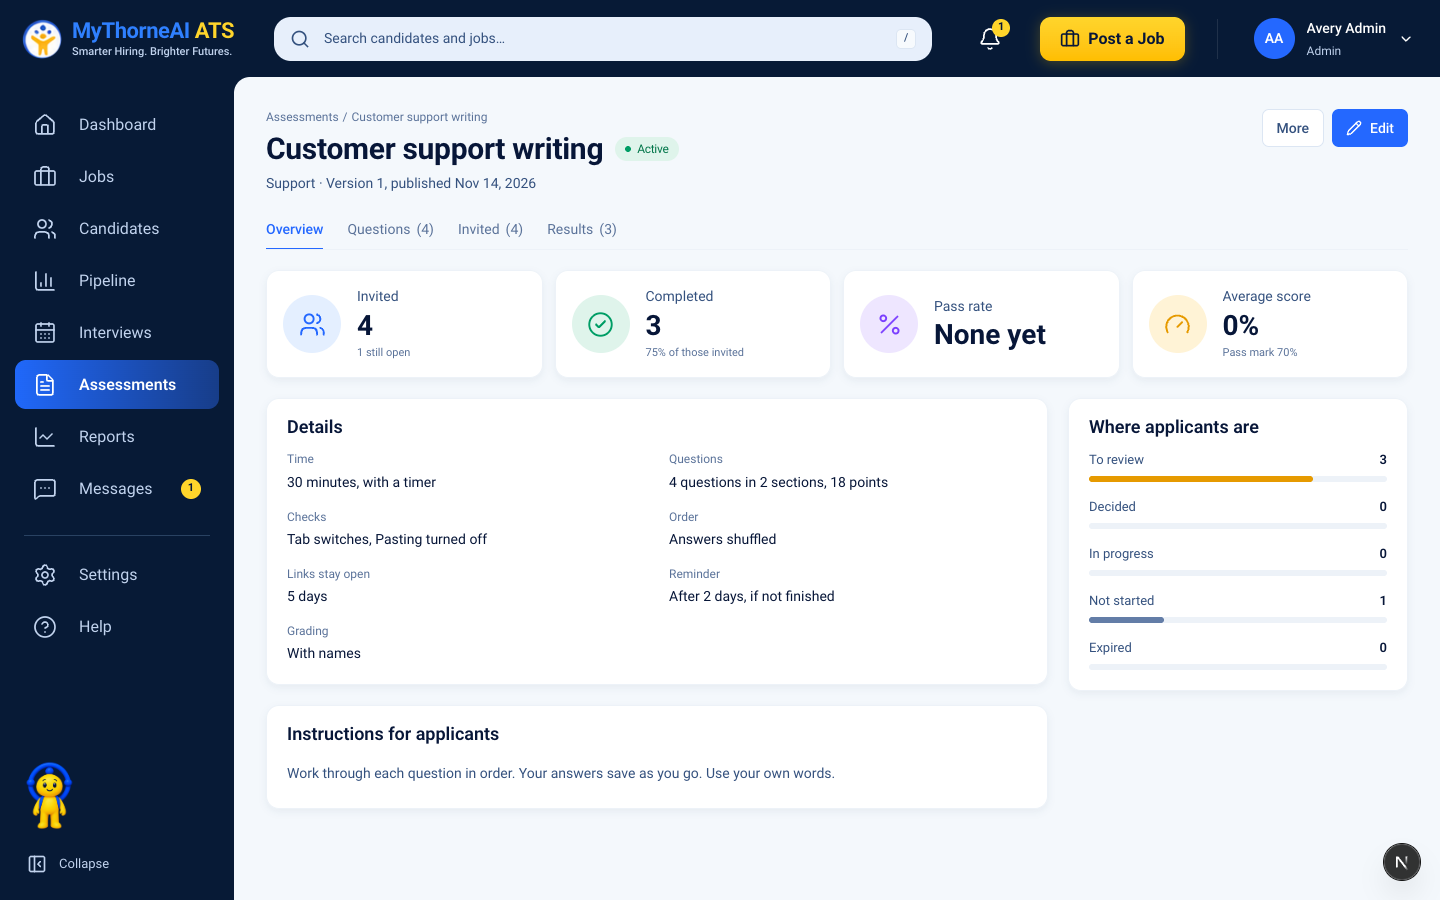 MyThorneAI ATS
Smarter Hiring. Brighter Futures.
Search candidates and jobs...
/
1
Post a Job
AA
Avery Admin
Admin
Dashboard
Jobs
Candidates
Pipeline
Interviews
Assessments
Reports
Messages
1
Settings
Help
Collapse
Assessments / Customer support writing
Customer support writing
Active
Support · Version 1, published Nov 14, 2026
More
Edit
Overview
Questions (4)
Invited (4)
Results (3)
Invited
4
1 still open
Completed
3
75% of those invited
Pass rate
None yet
Average score
0%
Pass mark 70%
Details
Time
30 minutes, with a timer
Questions
4 questions in 2 sections, 18 points
Checks
Tab switches, Pasting turned off
Order
Answers shuffled
Links stay open
5 days
Reminder
After 2 days, if not finished
Grading
With names
Where applicants are
To review 3
Decided 0
In progress 0
Not started 1
Expired 0
Instructions for applicants
Work through each question in order. Your answers save as you go. Use your own words.
N